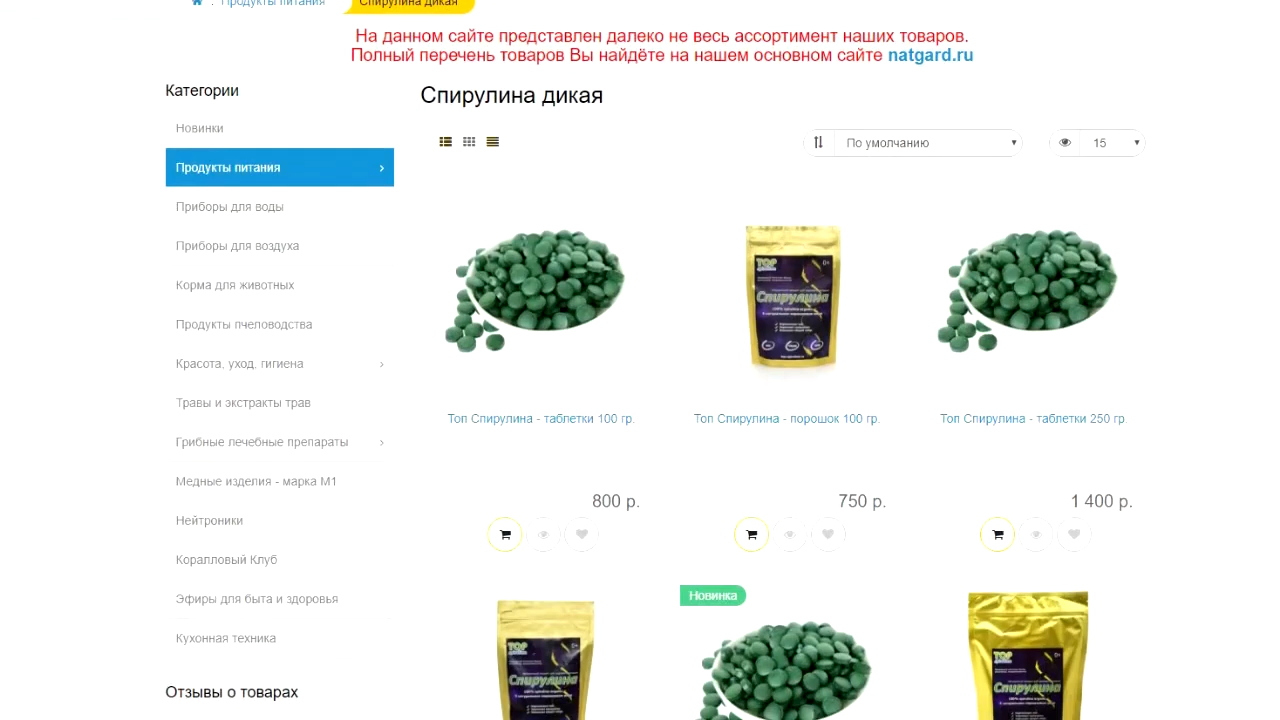 Продукты питания
Спирулина дикая
На данном сайте представлен далеко не весь ассортимент наших товаров.
Полный перечень товаров Вы найдёте на нашем основном сайте natgard.ru
Категории
Новинки
Продукты питания
Приборы для воды
Приборы для воздуха
Корма для животных
Продукты пчеловодства
Красота, уход, гигиена
Травы и экстракты трав
Грибные лечебные препараты
Медные изделия - марка М1
Нейтроники
Коралловый Клуб
Эфиры для быта и здоровья
Кухонная техника
Отзывы о товарах
Спирулина дикая
По умолчанию
15
TOP
Спирулина
Топ Спирулина - таблетки 100 гр.
Топ Спирулина - порошок 100 гр.
Топ Спирулина - таблетки 250 гр.
800 р.
750 р.
1 400 р.
Новинка
TOP
Спирулина
TOP
Спирулина